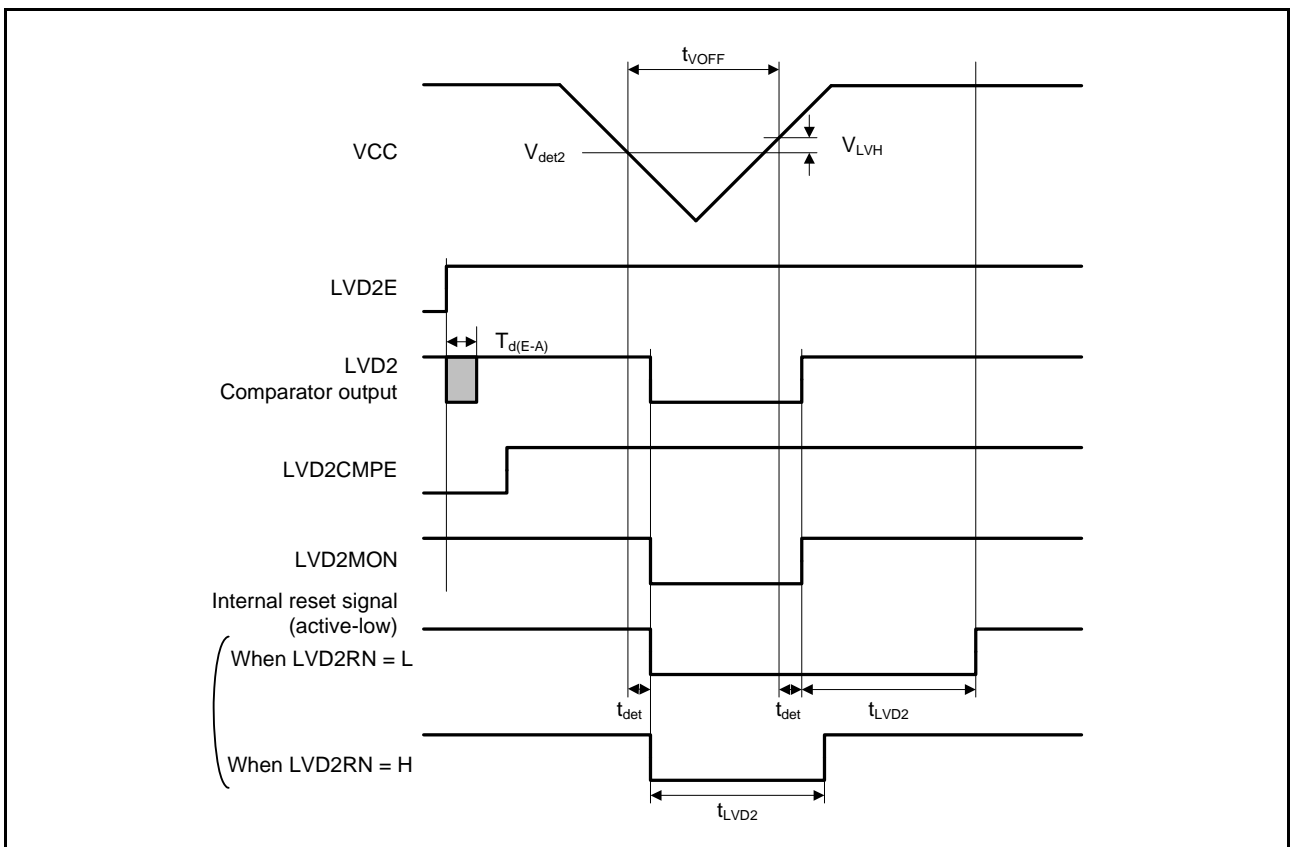 tVOFF
VCC
Vdet2
VLVH
LVD2E
Td(E-A)
LVD2
Comparator output
LVD2CMPE
LVD2MON
Internal reset signal
(active-low)
When LVD2RN = L
tdet
tdet
tLVD2
When LVD2RN = H
tLVD2